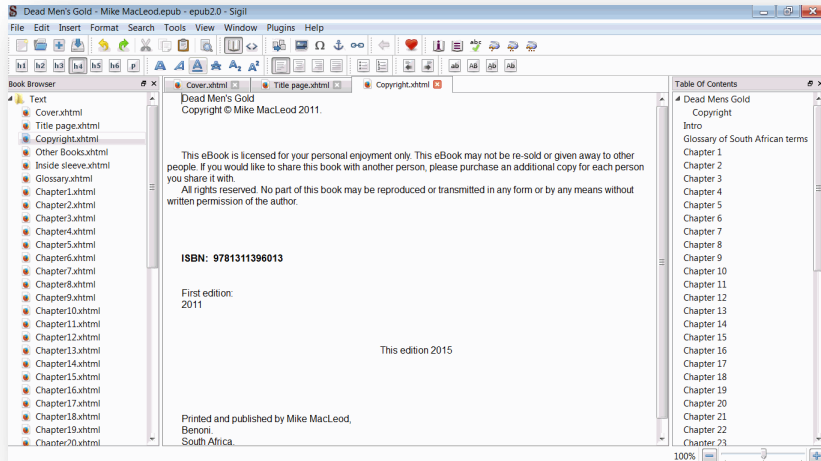 Dead Men's Gold - Mike MacLeod.epub - epub2.0 - Sigil
File Edit Insert Format Search Tools View Window Plugins Help
h1 h2 h3 h4 h5 h6 p A A A A A₂ A² ab AB Ab Ab
Book Browser
Text
Cover.xhtml
Title page.xhtml
Copyright.xhtml
Other Books.xhtml
Inside sleeve.xhtml
Glossary.xhtml
Chapter1.xhtml
Chapter2.xhtml
Chapter3.xhtml
Chapter4.xhtml
Chapter5.xhtml
Chapter6.xhtml
Chapter7.xhtml
Chapter8.xhtml
Chapter9.xhtml
Chapter10.xhtml
Chapter11.xhtml
Chapter12.xhtml
Chapter13.xhtml
Chapter14.xhtml
Chapter15.xhtml
Chapter16.xhtml
Chapter17.xhtml
Chapter18.xhtml
Chapter19.xhtml
Chapter20.xhtml
Cover.xhtml Title page.xhtml Copyright.xhtml
Dead Men's Gold
Copyright © Mike MacLeod 2011.
This eBook is licensed for your personal enjoyment only. This eBook may not be re-sold or given away to other
people. If you would like to share this book with another person, please purchase an additional copy for each person
you share it with.
All rights reserved. No part of this book may be reproduced or transmitted in any form or by any means without
written permission of the author.
ISBN: 9781311396013
First edition:
2011
This edition 2015
Printed and published by Mike MacLeod,
Benoni.
South Africa.
Table Of Contents
Dead Mens Gold
Copyright
Intro
Glossary of South African terms
Chapter 1
Chapter 2
Chapter 3
Chapter 4
Chapter 5
Chapter 6
Chapter 7
Chapter 8
Chapter 9
Chapter 10
Chapter 11
Chapter 12
Chapter 13
Chapter 14
Chapter 15
Chapter 16
Chapter 17
Chapter 18
Chapter 19
Chapter 20
Chapter 21
Chapter 22
Chapter 23
100%